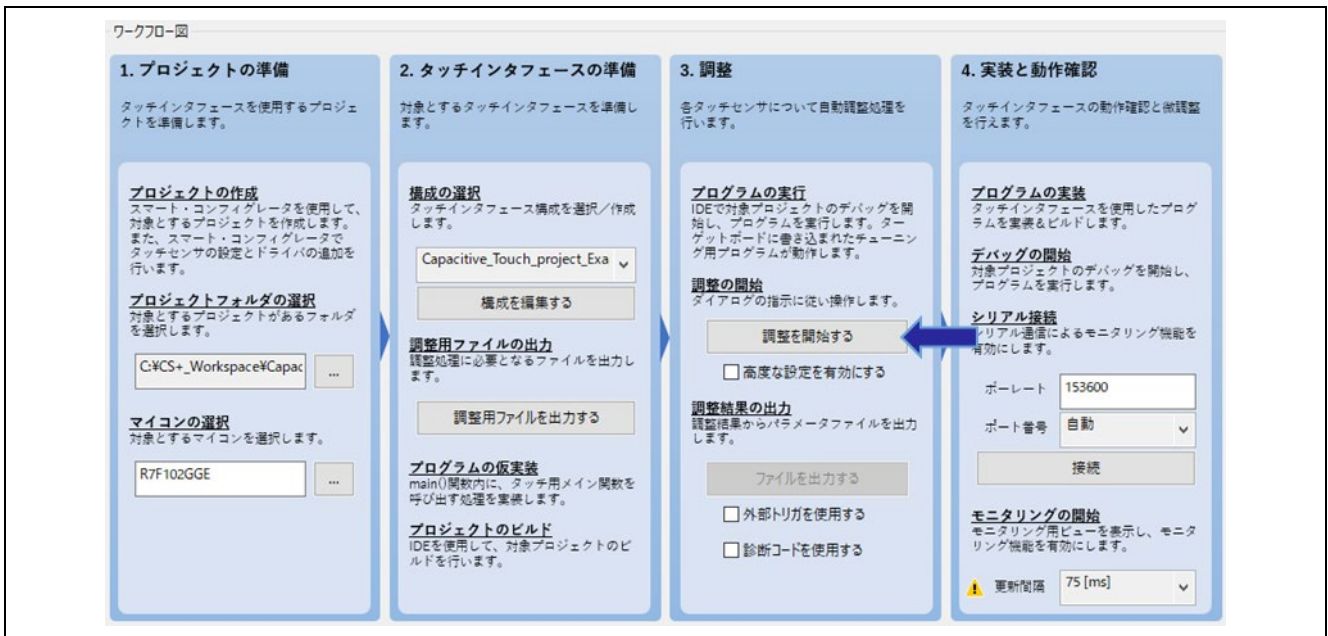 ワークフロー図
1. プロジェクトの準備
タッチインタフェースを使用するプロジェ
クトを準備します。
プロジェクトの作成
スマート・コンフィグレータを使用して、
対象とするプロジェクトを作成します。
また、スマート・コンフィグレータで
タッチセンサの設定とドライバの追加を
行います。
プロジェクトフォルダの選択
対象とするプロジェクトがあるフォルダ
を選択します。
C:¥CS+_Workspace¥Capac
...
マイコンの選択
対象とするマイコンを選択します。
R7F102GGE
...
2. タッチインタフェースの準備
対象とするタッチインタフェースを準備し
ます。
構成の選択
タッチインタフェース構成を選択／作成
します。
Capacitive_Touch_project_Exa
構成を編集する
調整用ファイルの出力
調整処理に必要となるファイルを出力し
ます。
調整用ファイルを出力する
プログラムの仮実装
main()関数内に、タッチ用メイン関数を
呼び出す処理を実装します。
プロジェクトのビルド
IDEを使用して、対象プロジェクトのビ
ルドを行います。
3. 調整
各タッチセンサについて自動調整処理を
行います。
プログラムの実行
IDEで対象プロジェクトのデバッグを開
始し、プログラムを実行します。ター
ゲットボードに書き込まれたチューニン
グ用プログラムが動作します。
調整の開始
ダイアログの指示に従い操作します。
調整を開始する
高度な設定を有効にする
調整結果の出力
調整結果からパラメータファイルを出力
します。
ファイルを出力する
外部トリガを使用する
診断コードを使用する
4. 実装と動作確認
タッチインタフェースの動作確認と微調整
を行えます。
プログラムの実装
タッチインタフェースを使用したプログ
ラムを実装&ビルドします。
デバッグの開始
対象プロジェクトのデバッグを開始し、
プログラムを実行します。
シリアル接続
シリアル通信によるモニタリング機能を
有効にします。
ボーレート
153600
ポート番号
自動
接続
モニタリングの開始
モニタリング用ビューを表示し、モニタ
リング機能を有効にします。
更新間隔
75 [ms]